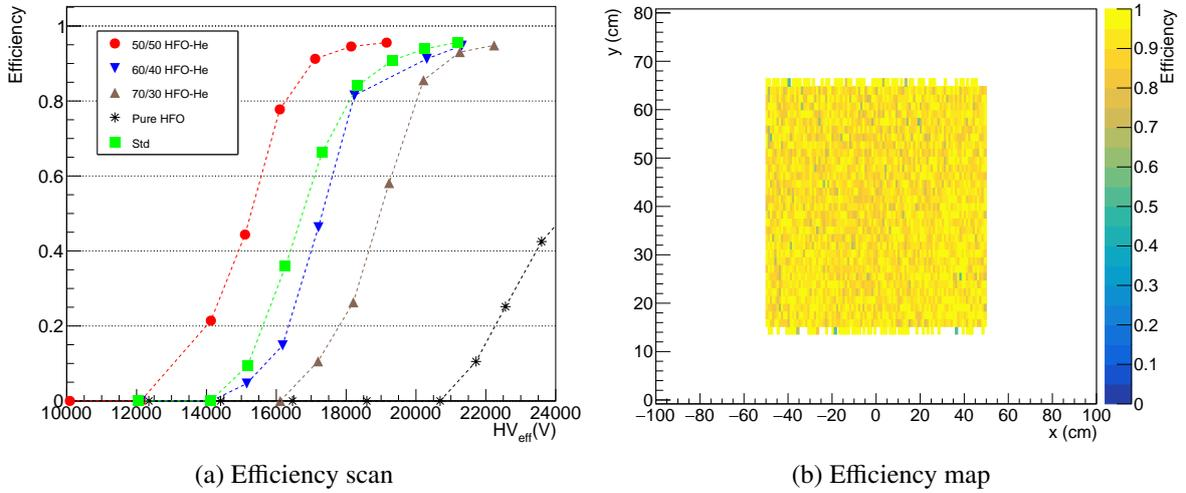 Efficiency
1
0.8
0.6
0.4
0.2
0
50/50 HFO-He
60/40 HFO-He
70/30 HFO-He
Pure HFO
Std
10000 12000 14000 16000 18000 20000 22000 24000
HVeff(V)
(a) Efficiency scan
y (cm)
80
70
60
50
40
30
20
10
0
−100 −80 −60 −40 −20 0 20 40 60 80 100
x (cm)
1
0.9
0.8
0.7
0.6
0.5
0.4
0.3
0.2
0.1
0
Efficiency
(b) Efficiency map